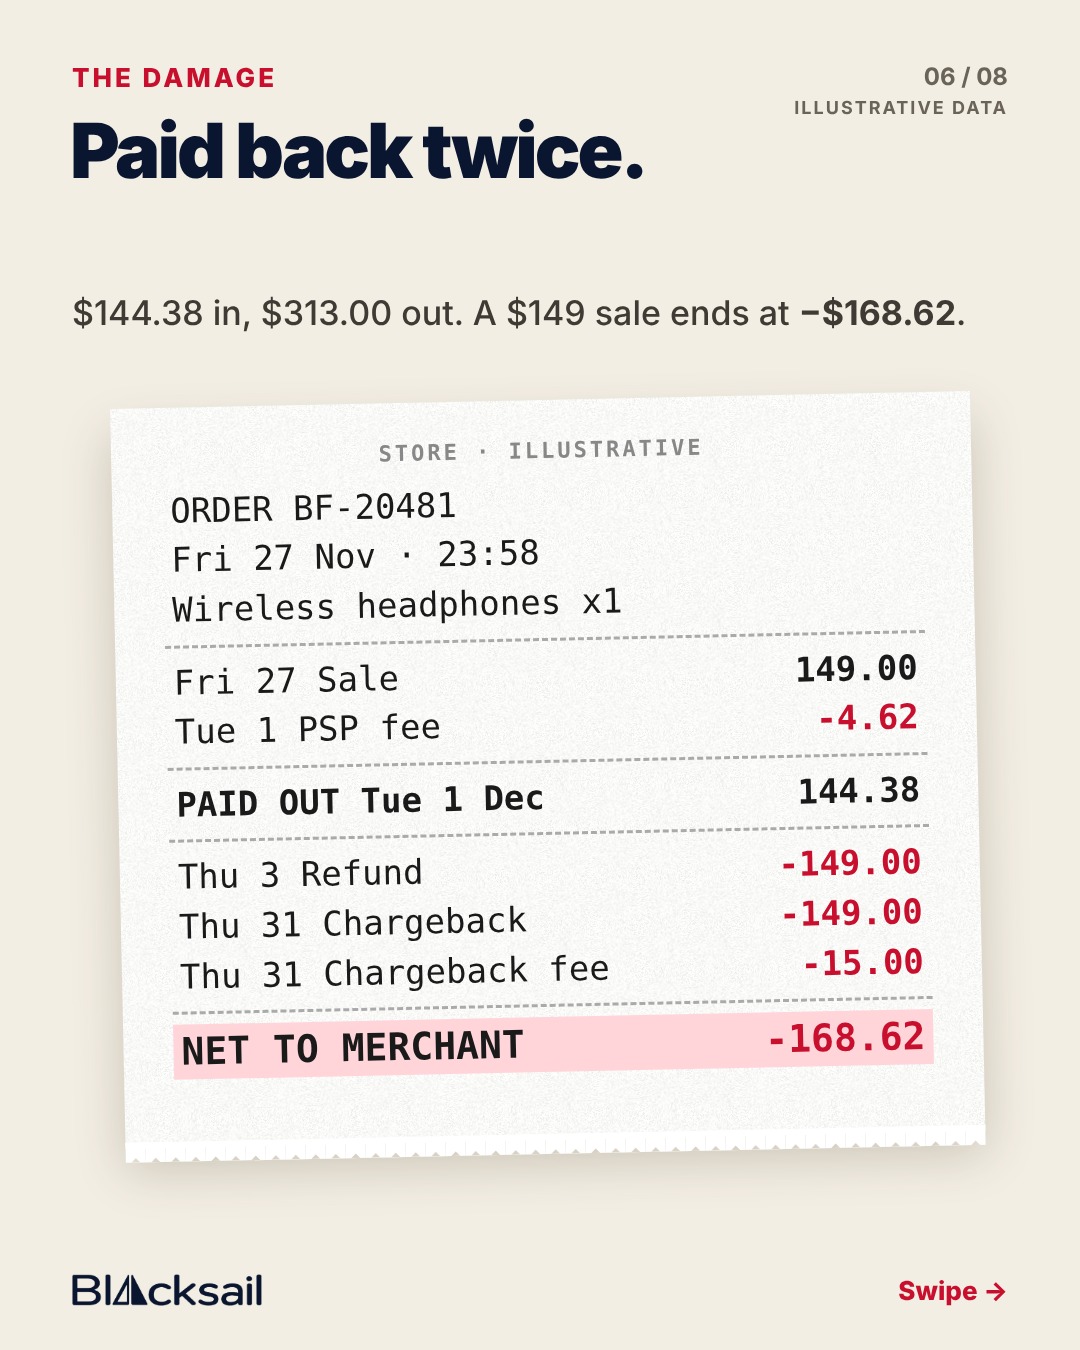 THE DAMAGE
06 / 08
ILLUSTRATIVE DATA
Paid back twice.
$144.38 in, $313.00 out. A $149 sale ends at −$168.62.
STORE · ILLUSTRATIVE
ORDER BF-20481
Fri 27 Nov · 23:58
Wireless headphones x1
Fri 27 Sale 149.00
Tue 1 PSP fee -4.62
PAID OUT Tue 1 Dec 144.38
Thu 3 Refund -149.00
Thu 31 Chargeback -149.00
Thu 31 Chargeback fee -15.00
NET TO MERCHANT -168.62
Blacksail
Swipe →